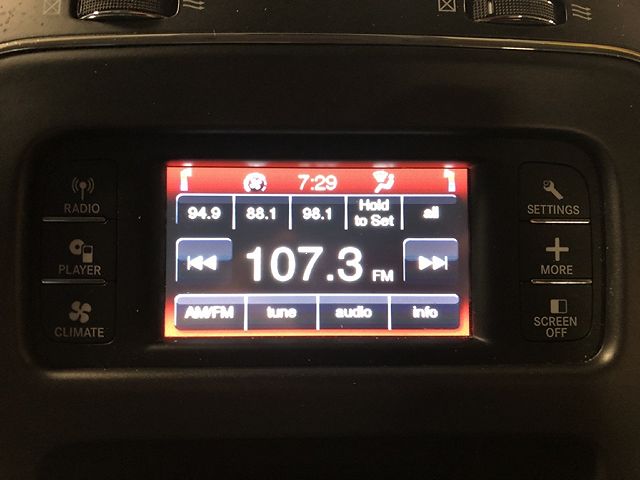 7:29
94.9 88.1 98.1 Hold to Set all
107.3 FM
AM/FM tune audio info
RADIO
PLAYER
CLIMATE
SETTINGS
MORE
SCREEN
OFF